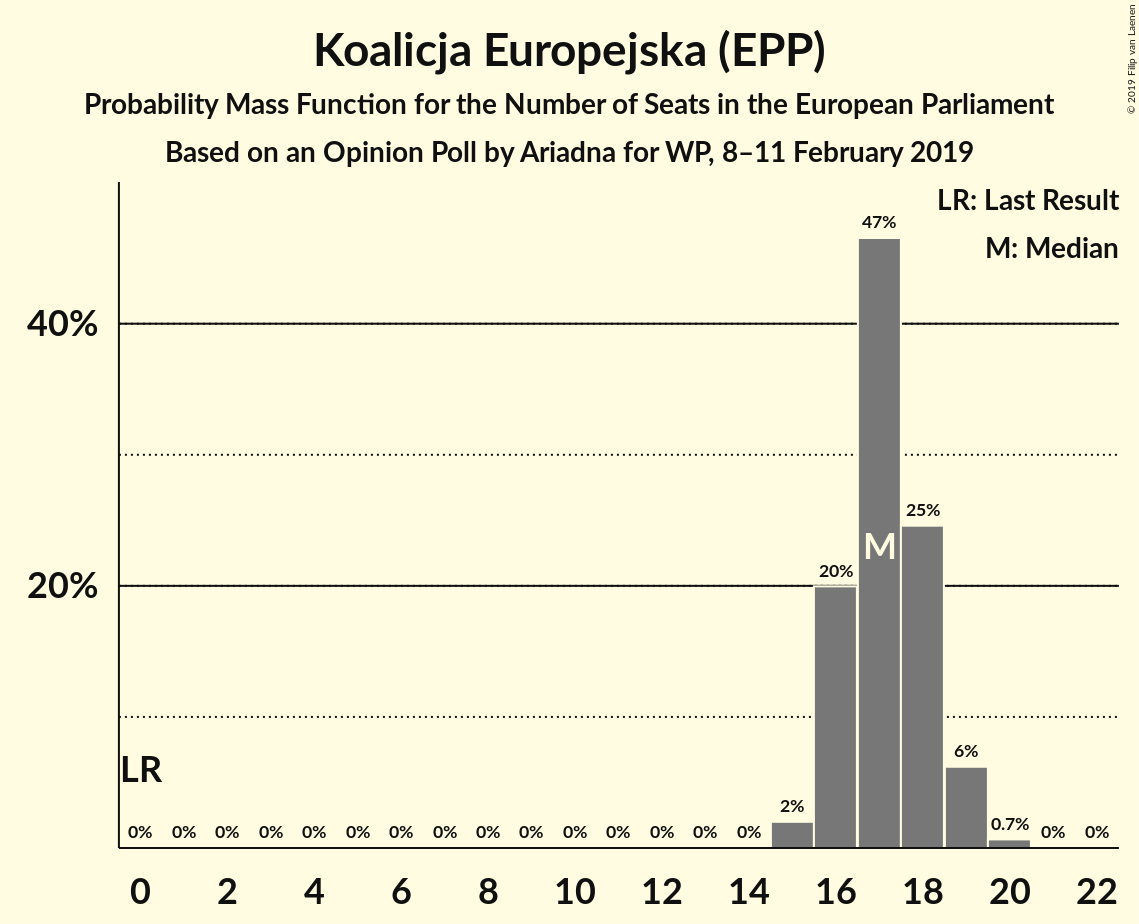 Koalicja Europejska (EPP)
Probability Mass Function for the Number of Seats in the European Parliament
Based on an Opinion Poll by Ariadna for WP, 8–11 February 2019
© 2019 Filip van Laenen
LR: Last Result
M: Median
40%
20%
47%
25%
20%
M
6%
2%
0.7%
LR
0% 0% 0% 0% 0% 0% 0% 0% 0% 0% 0% 0% 0% 0% 0% 0% 0%
0 2 4 6 8 10 12 14 16 18 20 22